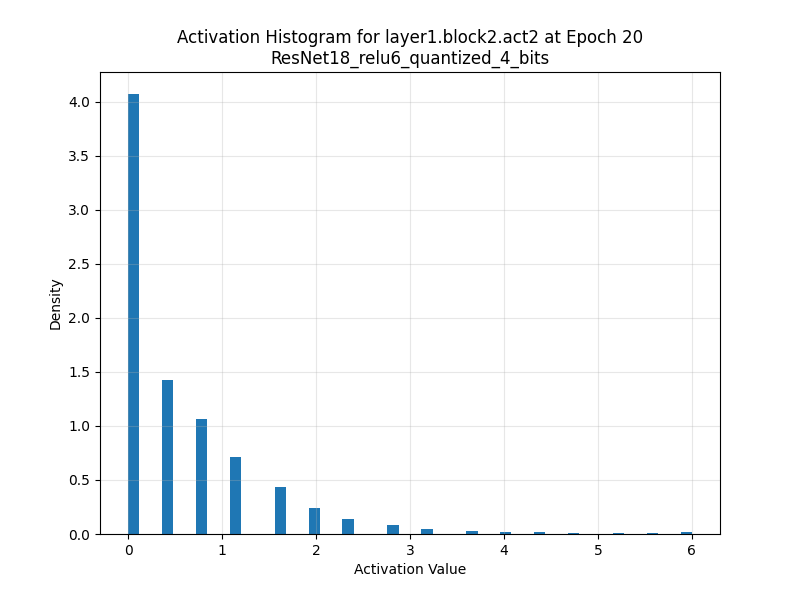 Activation Histogram for layer1.block2.act2 at Epoch 20
ResNet18_relu6_quantized_4_bits
4.0
3.5
3.0
2.5
2.0
1.5
1.0
0.5
0.0
Density
0 1 2 3 4 5 6
Activation Value